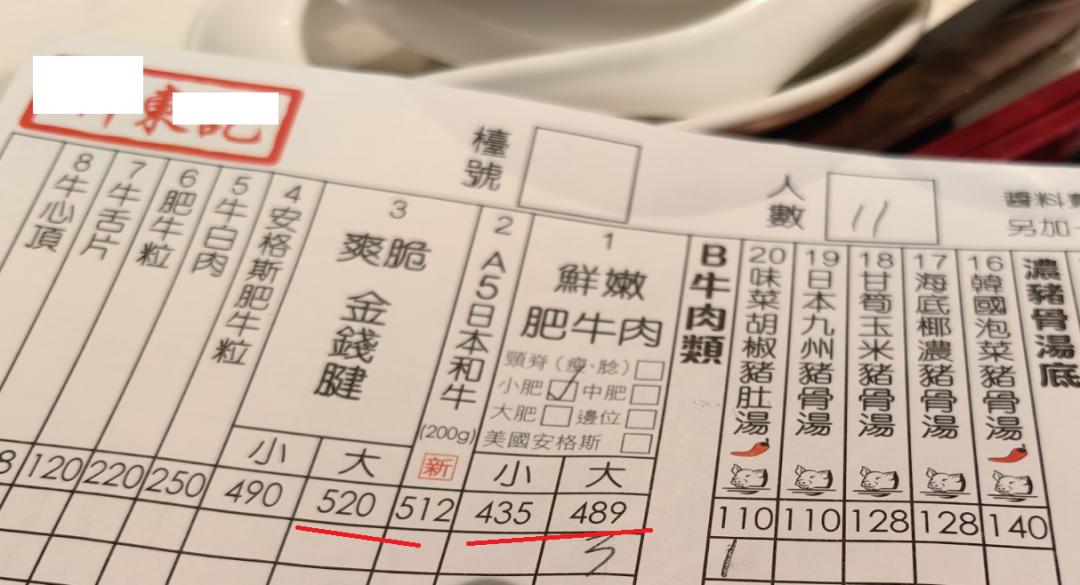 東
檯號
人數
11
醬料
另加
濃豬骨湯底
16 韓國泡菜豬骨湯
140
17 海底椰濃豬骨湯
128
18 甘筍玉米豬骨湯
128
19 日本九州豬骨湯
110
20 味菜胡椒豬肚湯
110
1
B牛肉類
1
鮮嫩
肥牛肉
頸脊（瘦、腍）
小肥 ✓ 中肥
大肥 邊位
美國安格斯
小 大
435 489
3
2 A5日本和牛
(200g)
新
512
3
爽脆
金錢腱
4 安格斯肥牛粒
小 大
490 520
5 牛白肉
6 肥牛粒
250
7 牛舌片
220
8 牛心頂
120
8